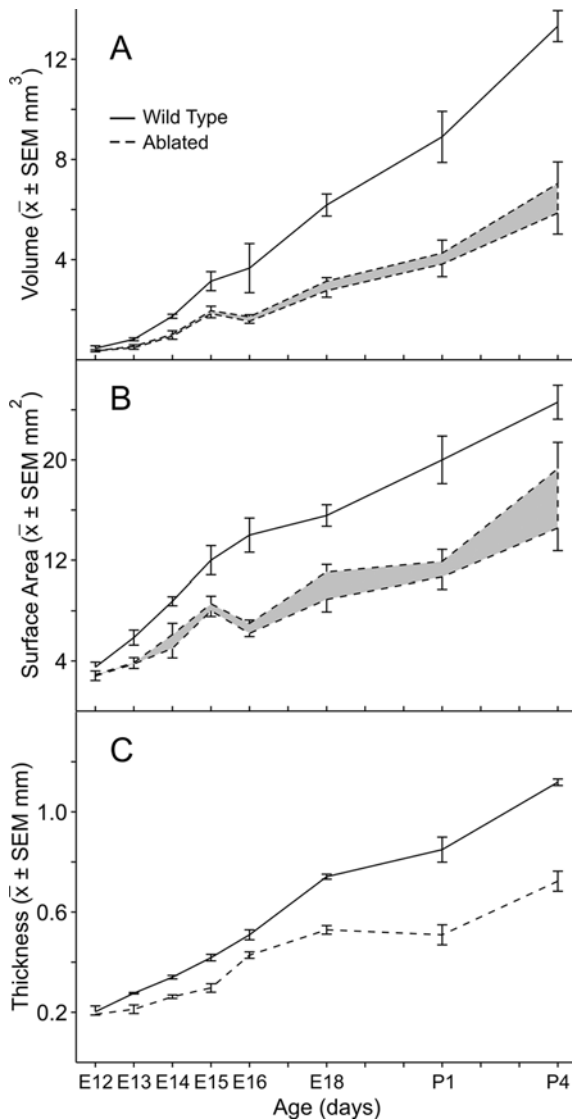 A
Volume (x̄ ± SEM mm³)
12
8
4
Wild Type
Ablated
B
Surface Area (x̄ ± SEM mm²)
20
12
4
C
Thickness (x̄ ± SEM mm)
1.0
0.6
0.2
E12 E13 E14 E15 E16 E18 P1 P4
Age (days)